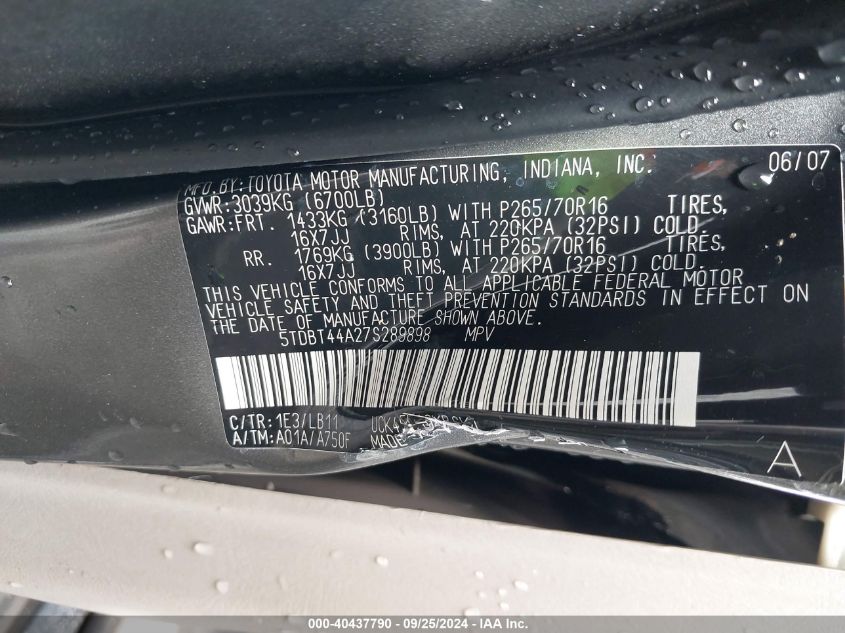 MFD. BY: TOYOTA MOTOR MANUFACTURING, INDIANA, INC. 06/07
GVWR: 3039KG (6700LB)
GAWR: FRT. 1433KG (3160LB) WITH P265/70R16 TIRES,
16X7JJ RIMS, AT 220KPA (32PSI) COLD.
RR. 1769KG (3900LB) WITH P265/70R16 TIRES,
16X7JJ RIMS, AT 220KPA (32PSI) COLD.
THIS VEHICLE CONFORMS TO ALL APPLICABLE FEDERAL MOTOR
VEHICLE SAFETY AND THEFT PREVENTION STANDARDS IN EFFECT ON
THE DATE OF MANUFACTURE SHOWN ABOVE.
5TDBT44A27S289898 MPV
C/TR: 1E3/LB11
A/TM: A01A/A750F MADE
A
000-40437790 - 09/25/2024 - IAAI.COM